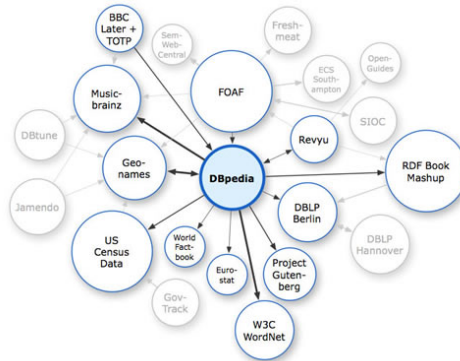 BBC
Later +
TOTP
Sem-
Web-
Central
Fresh-
meat
Open-
Guides
Music-
brainz
FOAF
ECS
South-
ampton
SIOC
DBtune
Revyu
Geo-
names
DBpedia
RDF Book
Mashup
Jamendo
DBLP
Berlin
US
Census
Data
World
Fact-
book
Euro-
stat
Project
Guten-
berg
DBLP
Hannover
Gov-
Track
W3C
WordNet